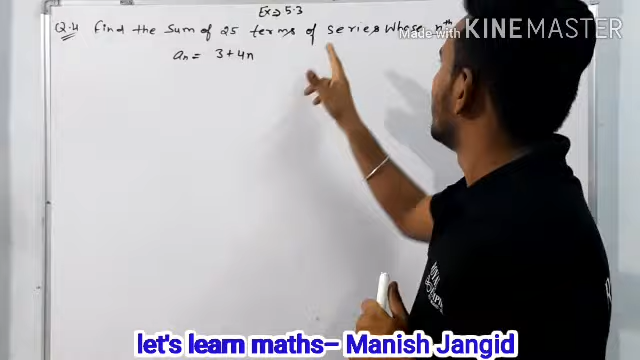 Ex ⇒ 5.3
Q.4 find the sum of 25 terms of series whose nth
aₙ = 3+4n
Made with KINEMASTER
let's learn maths– Manish Jangid